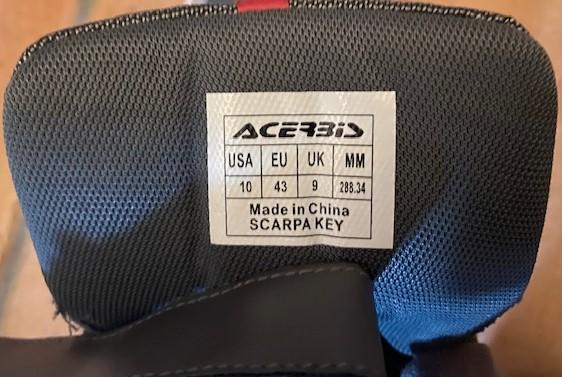 ACERBIS
USA EU UK MM
10 43 9 288.34
Made in China
SCARPA KEY